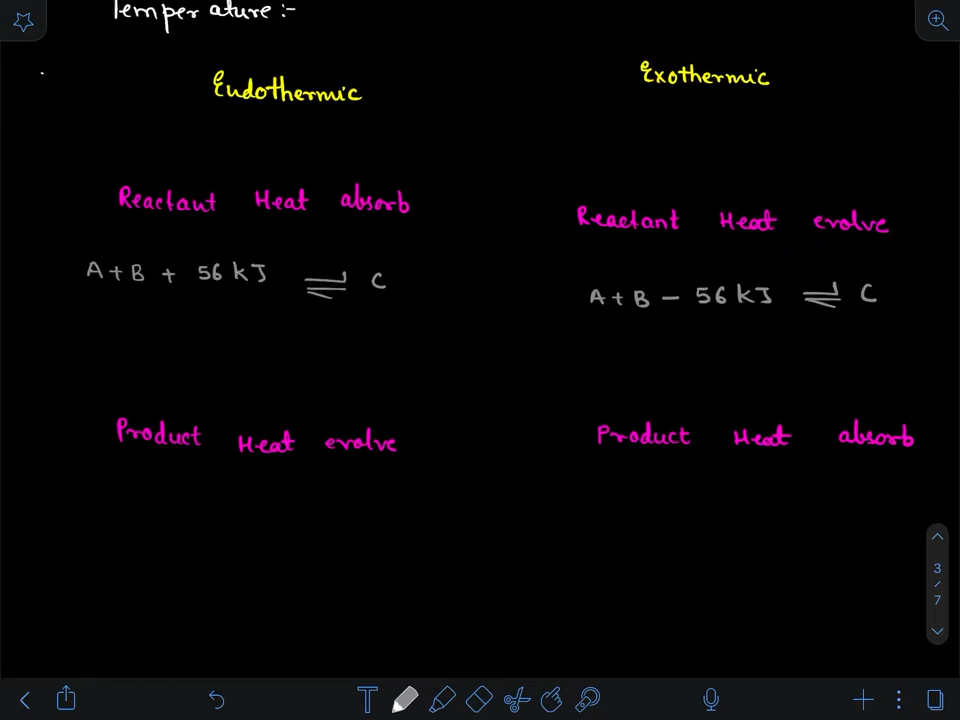 Temperature :-
Endothermic
Exothermic
Reactant Heat absorb
Reactant Heat evolve
A + B + 56 kJ ⇌ C
A + B - 56 kJ ⇌ C
Product Heat evolve
Product Heat absorb
3
/
7
T